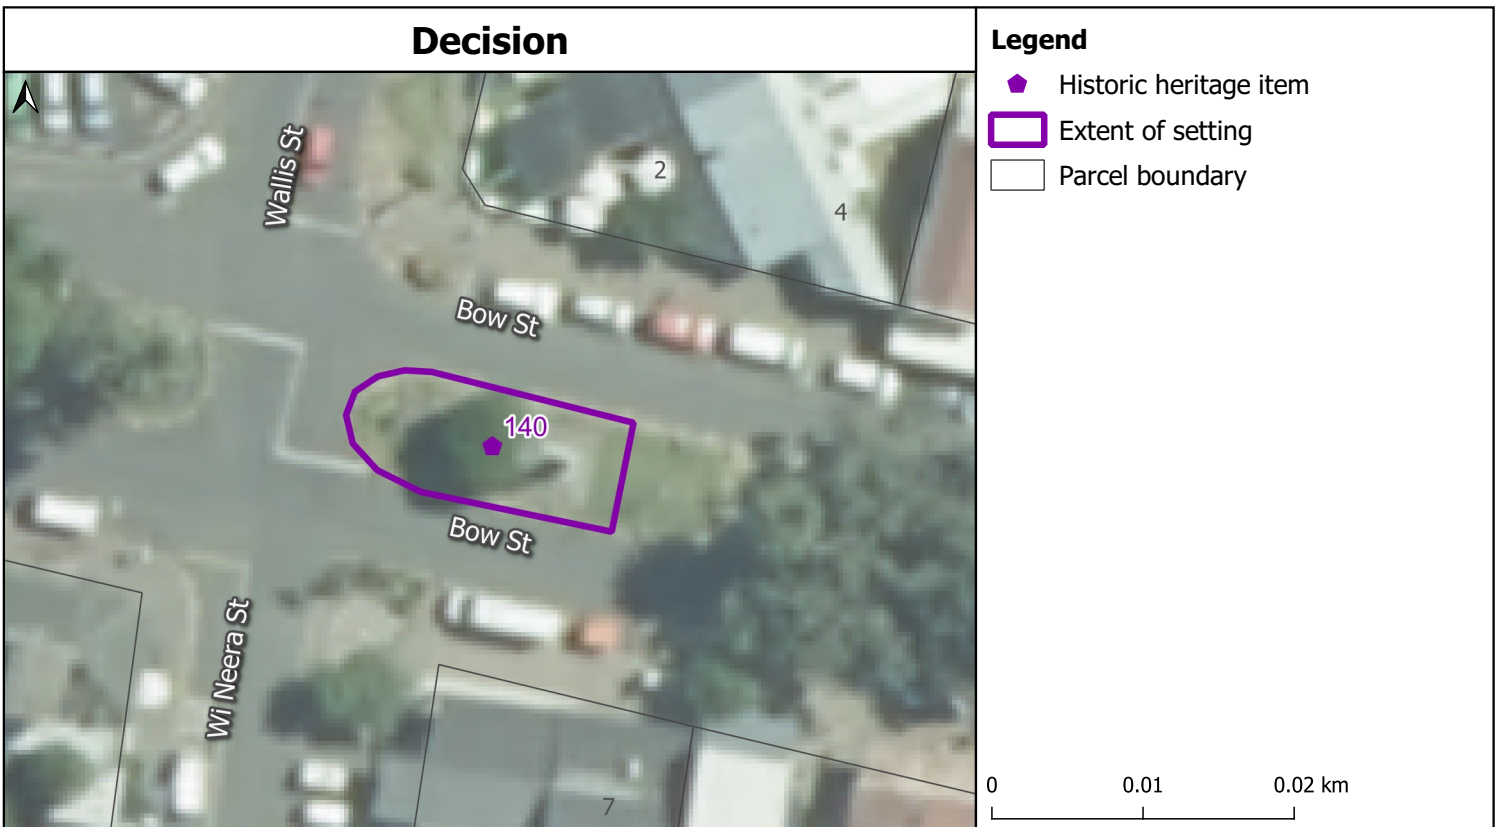 Decision
Legend
Historic heritage item
Extent of setting
Parcel boundary
Wallis St
2
4
Bow St
140
Bow St
Wi Neera St
7
0 0.01 0.02 km